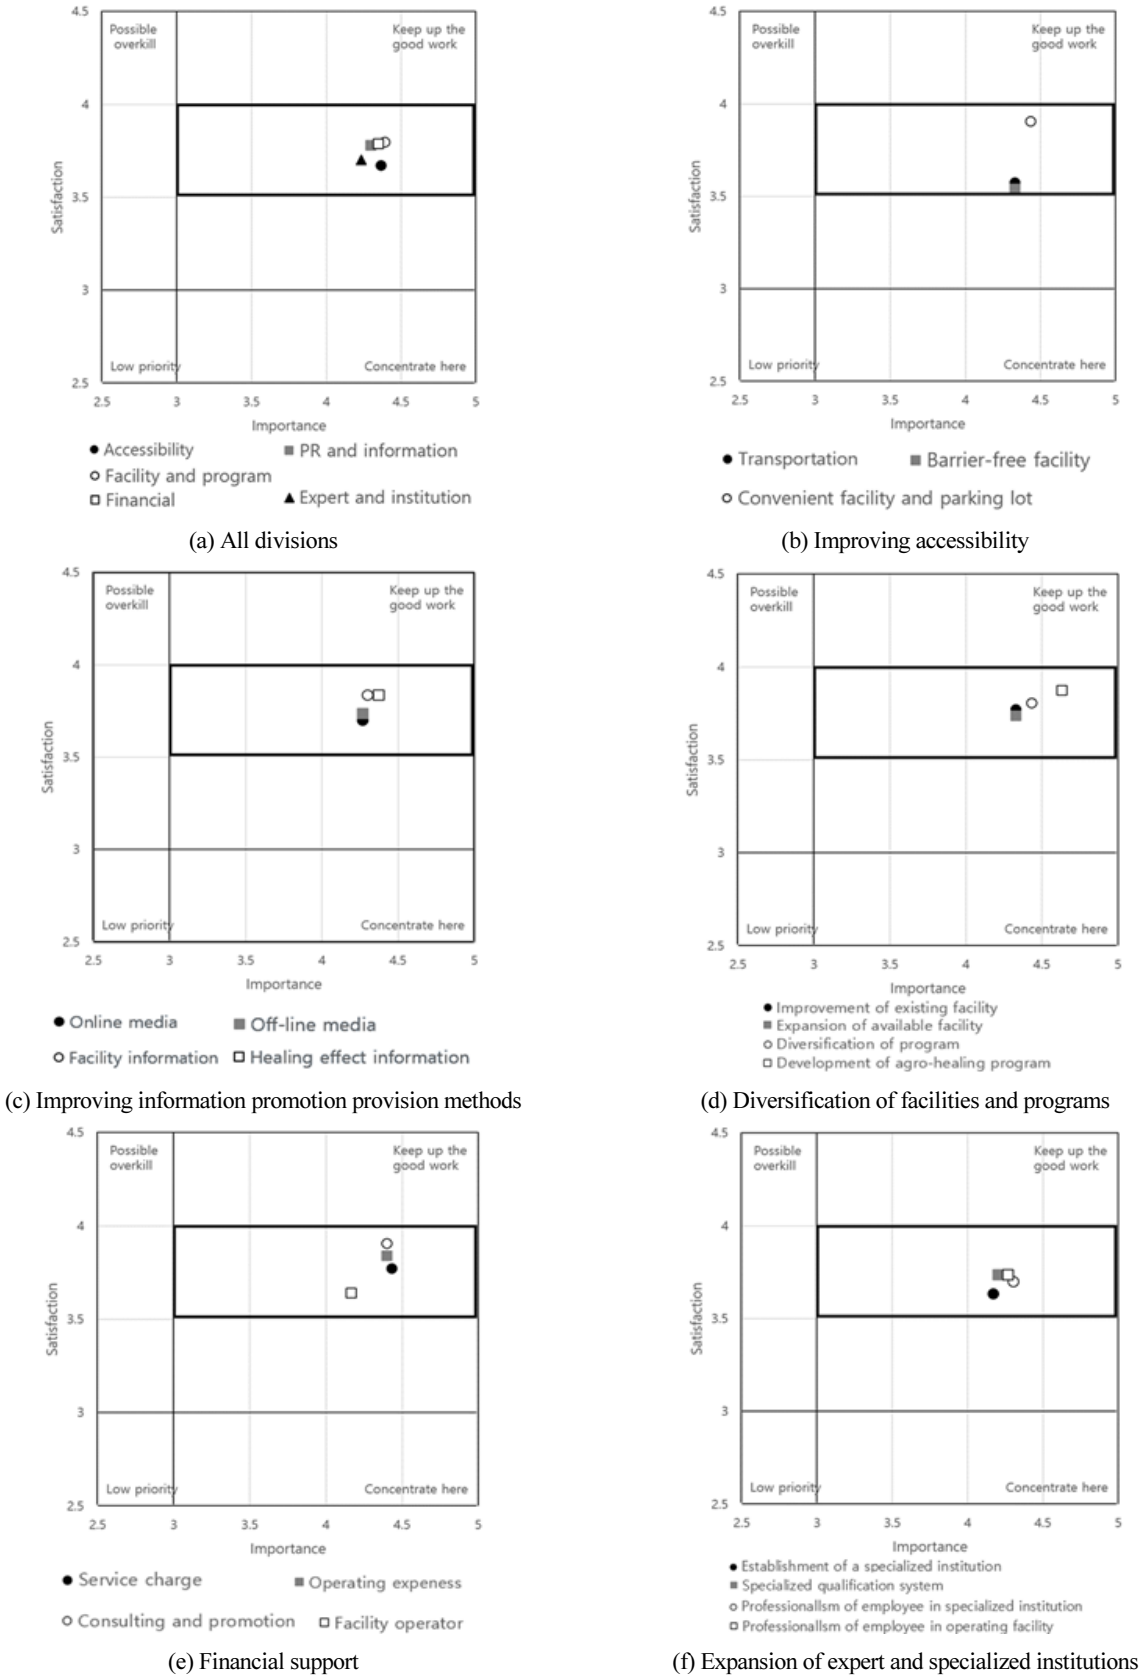 4.5
Possible
overkill
Keep up the
good work
4
3.5
3
2.5
Satisfaction
Low priority
Concentrate here
2.5 3 3.5 4 4.5 5
Importance
Accessibility
PR and information
Facility and program
Financial
Expert and institution
(a) All divisions
4.5
Possible
overkill
Keep up the
good work
4
3.5
3
2.5
Satisfaction
Low priority
Concentrate here
2.5 3 3.5 4 4.5 5
Importance
Transportation
Barrier-free facility
Convenient facility and parking lot
(b) Improving accessibility
4.5
Possible
overkill
Keep up the
good work
4
3.5
3
2.5
Satisfaction
Low priority
Concentrate here
2.5 3 3.5 4 4.5 5
Importance
Online media
Off-line media
Facility information
Healing effect information
(c) Improving information promotion provision methods
4.5
Possible
overkill
Keep up the
good work
4
3.5
3
2.5
Satisfaction
Low priority
Concentrate here
2.5 3 3.5 4 4.5 5
Importance
Improvement of existing facility
Expansion of available facility
Diversification of program
Development of agro-healing program
(d) Diversification of facilities and programs
4.5
Possible
overkill
Keep up the
good work
4
3.5
3
2.5
Satisfaction
Low priority
Concentrate here
2.5 3 3.5 4 4.5 5
Importance
Service charge
Operating expeness
Consulting and promotion
Facility operator
(e) Financial support
4.5
Possible
overkill
Keep up the
good work
4
3.5
3
2.5
Satisfaction
Low priority
Concentrate here
2.5 3 3.5 4 4.5 5
Importance
Establishment of a specialized institution
Specialized qualification system
Professionallsm of employee in specialized institution
Professionallsm of employee in operating facility
(f) Expansion of expert and specialized institutions